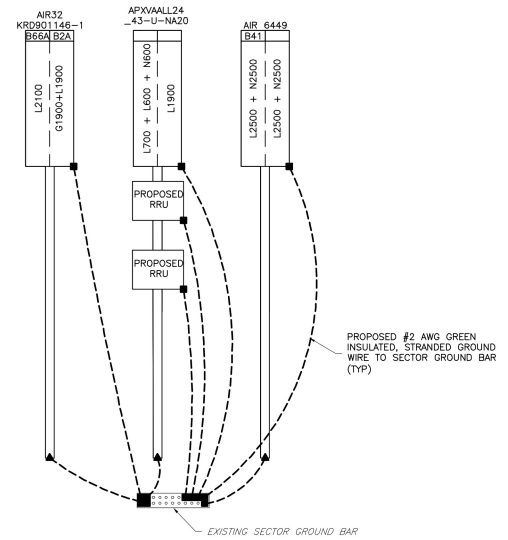 AIR32
KRD901146-1
B66A B2A
L2100
G1900+L1900
APXVAALL24
_43-U-NA20
L700 + L600 + N600
L1900
AIR 6449
B41
L2500 + N2500
L2500 + N2500
PROPOSED
RRU
PROPOSED
RRU
PROPOSED #2 AWG GREEN
INSULATED, STRANDED GROUND
WIRE TO SECTOR GROUND BAR
(TYP)
EXISTING SECTOR GROUND BAR